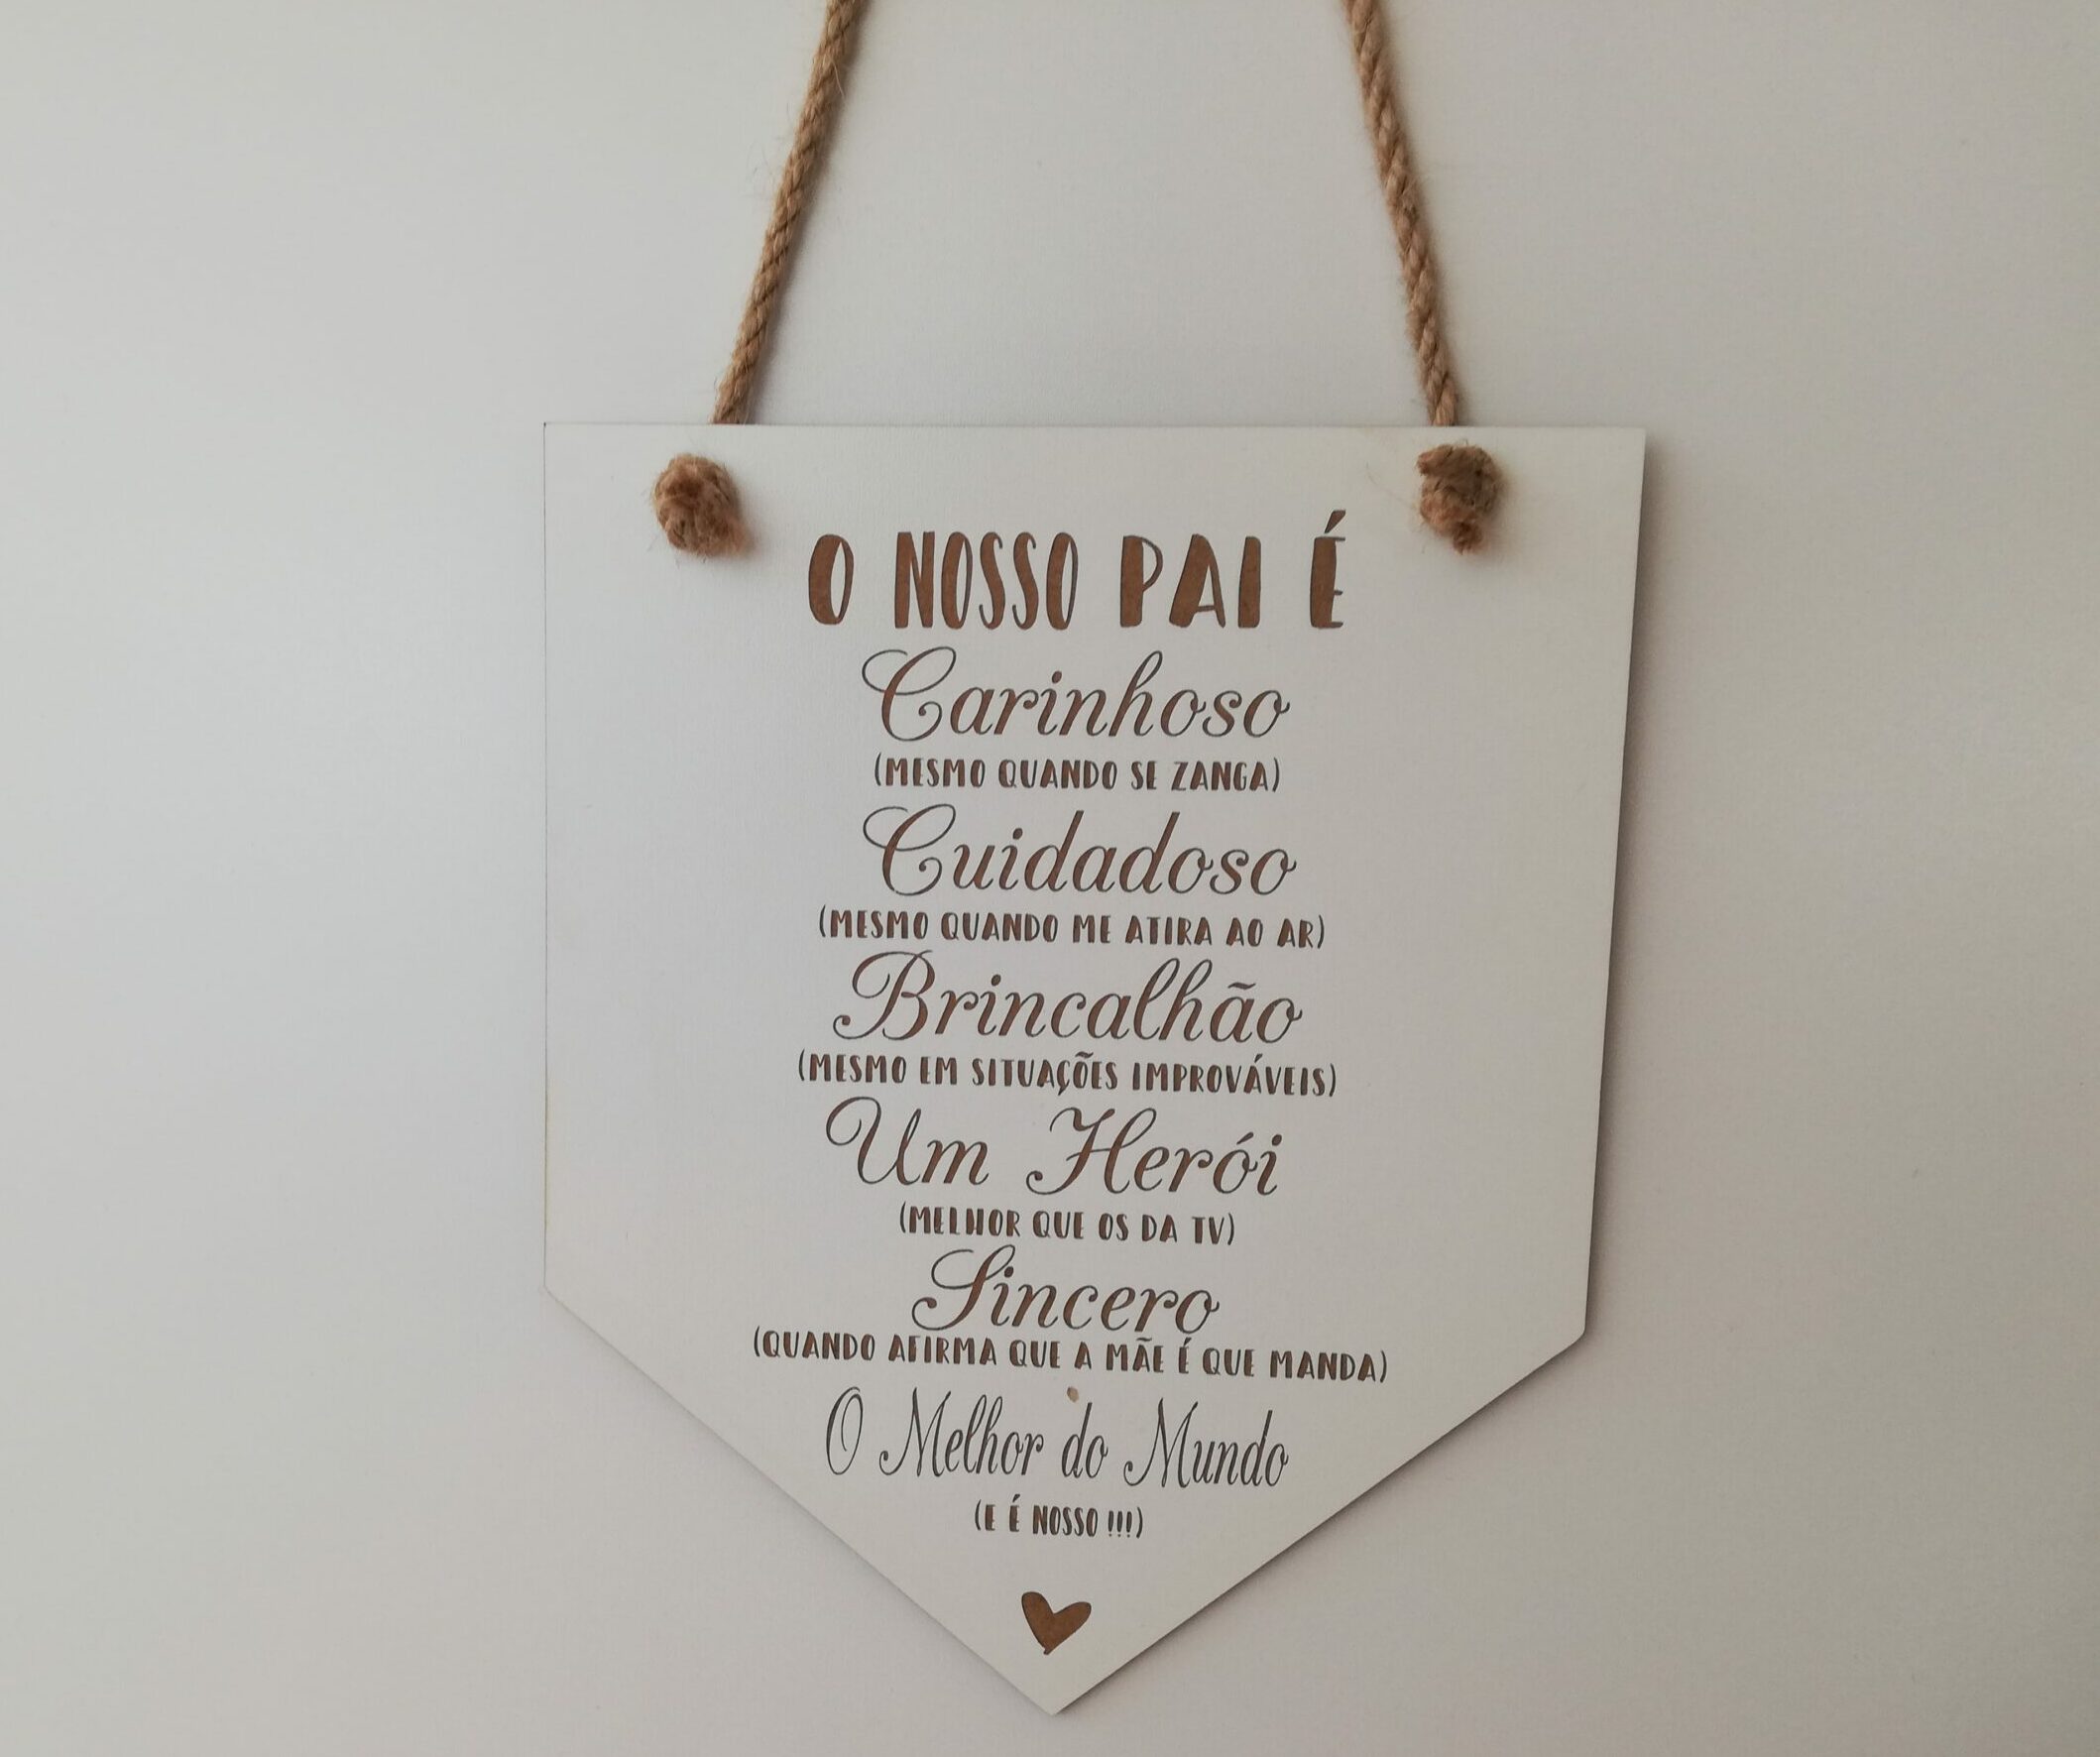 O NOSSO PAI É
Carinhoso
(MESMO QUANDO SE ZANGA)
Cuidadoso
(MESMO QUANDO ME ATIRA AO AR)
Brincalhão
(MESMO EM SITUAÇÕES IMPROVÁVEIS)
Um Herói
(MELHOR QUE OS DA TV)
Sincero
(QUANDO AFIRMA QUE A MÃE É QUE MANDA)
O Melhor do Mundo
(E É NOSSO !!!)